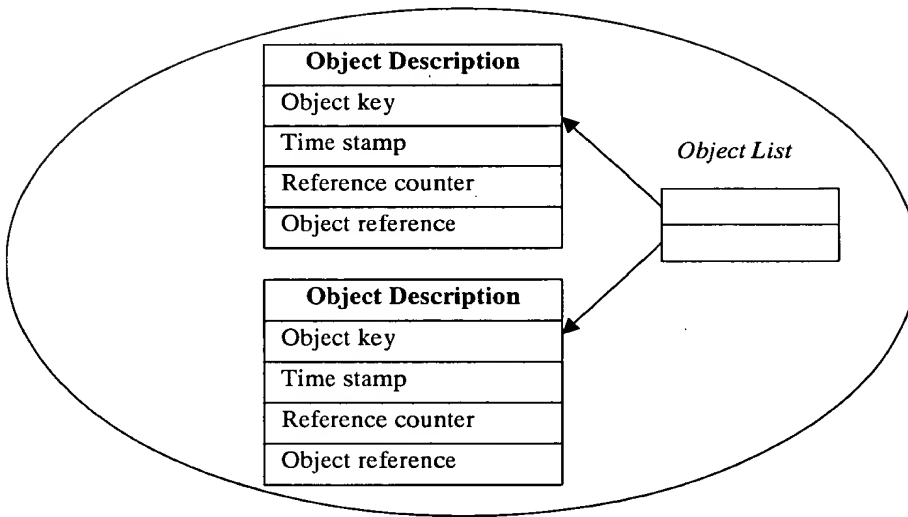 Object Description
Object key
Time stamp
Reference counter
Object reference
Object List
Object Description
Object key
Time stamp
Reference counter
Object reference